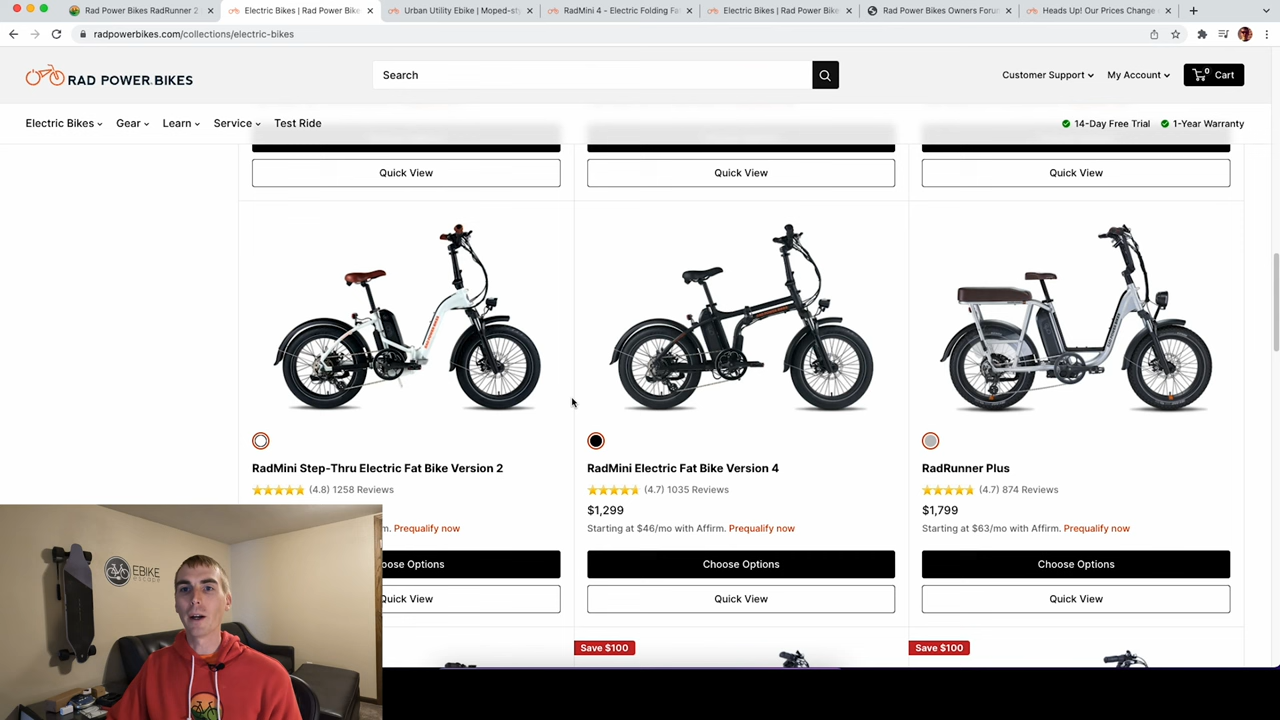 Rad Power Bikes RadRunner 2
Electric Bikes | Rad Power Bike
Urban Utility Ebike | Moped-sty
RadMini 4 - Electric Folding Fa
Electric Bikes | Rad Power Bik
Rad Power Bikes Owners Forum
Heads Up! Our Prices Change
radpowerbikes.com/collections/electric-bikes
RAD POWER BIKES
Search
Customer Support
My Account
0 Cart
Electric Bikes
Gear
Learn
Service
Test Ride
14-Day Free Trial
1-Year Warranty
Quick View
Quick View
Quick View
RadMini Step-Thru Electric Fat Bike Version 2
RadMini Electric Fat Bike Version 4
RadRunner Plus
(4.8) 1258 Reviews
(4.7) 1035 Reviews
(4.7) 874 Reviews
$1,299
$1,799
m. Prequalify now
Starting at $46/mo with Affirm. Prequalify now
Starting at $63/mo with Affirm. Prequalify now
oose Options
Choose Options
Choose Options
Quick View
Quick View
Quick View
Save $100
Save $100
EBIKE
escape